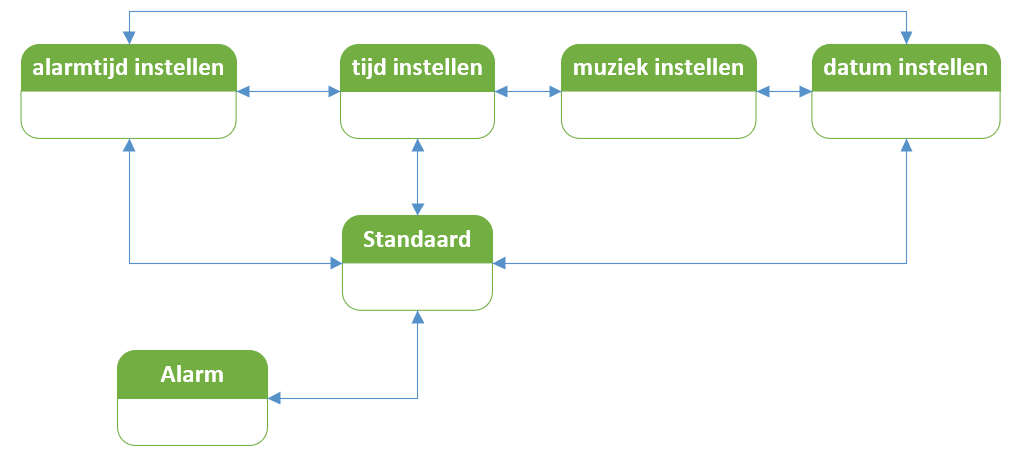 alarmtijd instellen
tijd instellen
muziek instellen
datum instellen
Standaard
Alarm